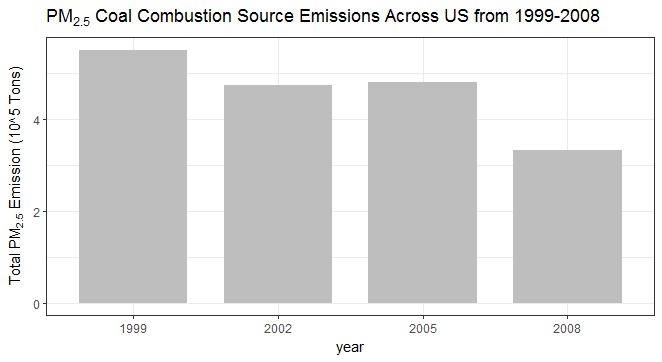 PM2.5 Coal Combustion Source Emissions Across US from 1999-2008
Total PM2.5 Emission (10^5 Tons)
4
2
0
1999 2002 2005 2008
year